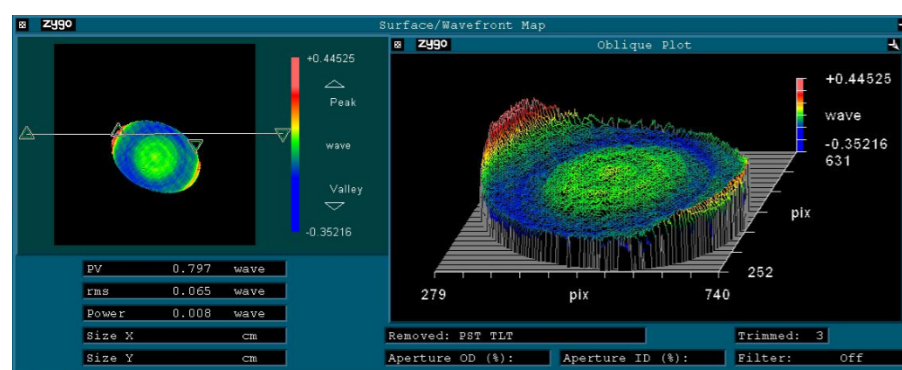 zygo Surface/Wavefront Map
+0.44525
Peak
wave
Valley
-0.35216
PV 0.797 wave
rms 0.065 wave
Power 0.008 wave
Size X cm
Size Y cm
zygo Oblique Plot
+0.44525
wave
-0.35216
631
pix
252
279 pix 740
Removed: PST TLT Trimmed: 3
Aperture OD (%): Aperture ID (%): Filter: Off